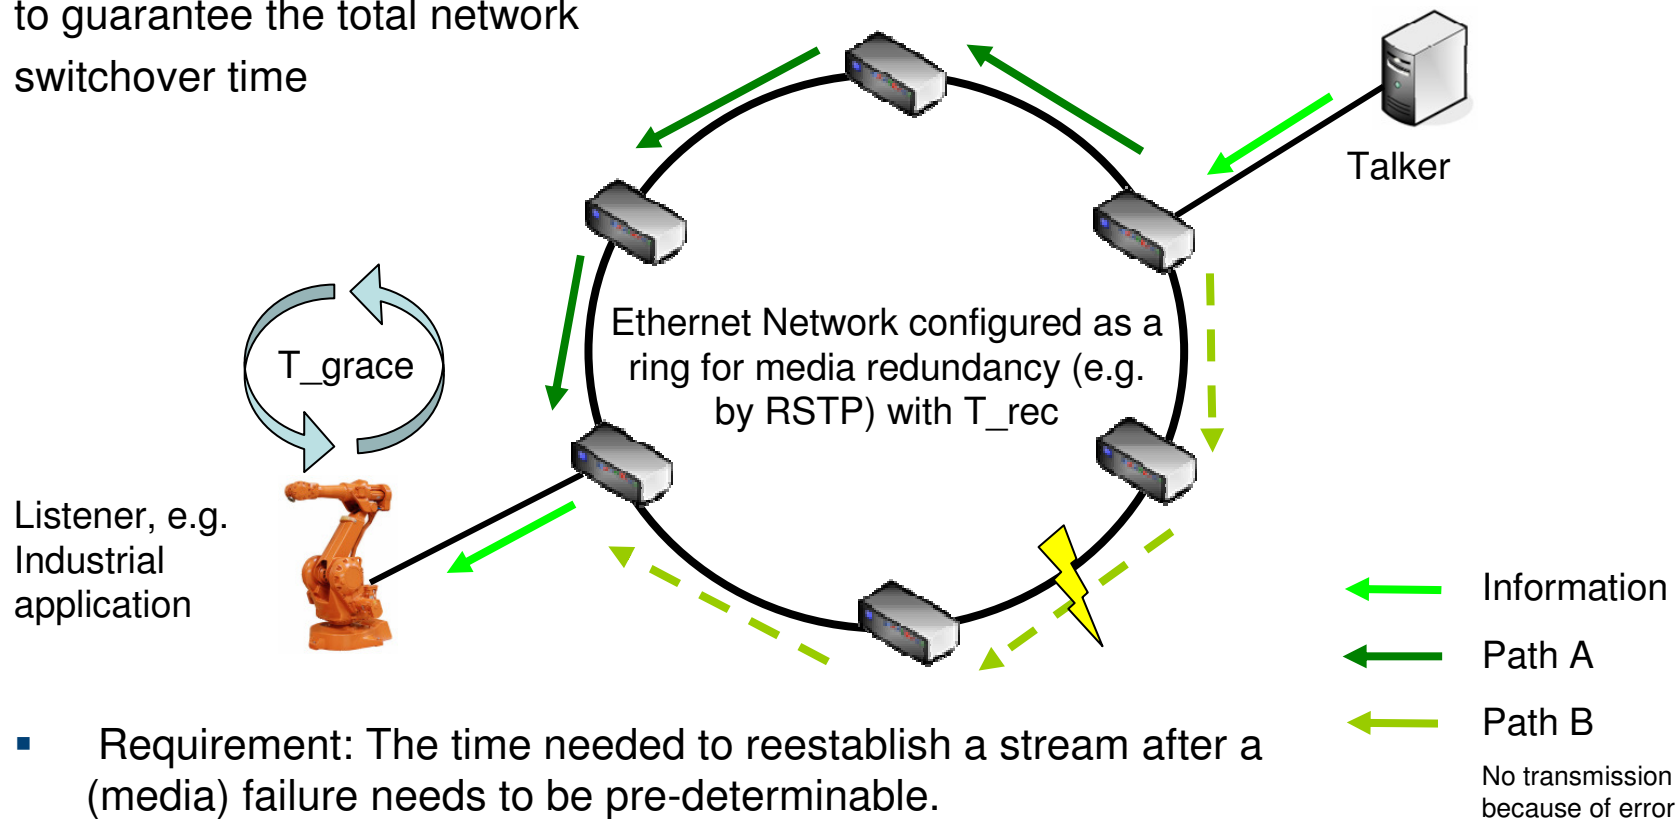 to guarantee the total network
switchover time
Talker
Ethernet Network configured as a
ring for media redundancy (e.g.
by RSTP) with T_rec
T_grace
Listener, e.g.
Industrial
application
Information
Path A
Path B
No transmission
because of error
▪ Requirement: The time needed to reestablish a stream after a
(media) failure needs to be pre-determinable.